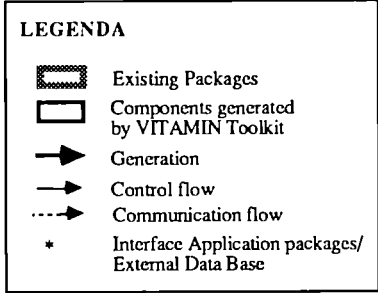 LEGENDA
Existing Packages
Components generated
by VITAMIN Toolkit
Generation
Control flow
Communication flow
* Interface Application packages/
External Data Base